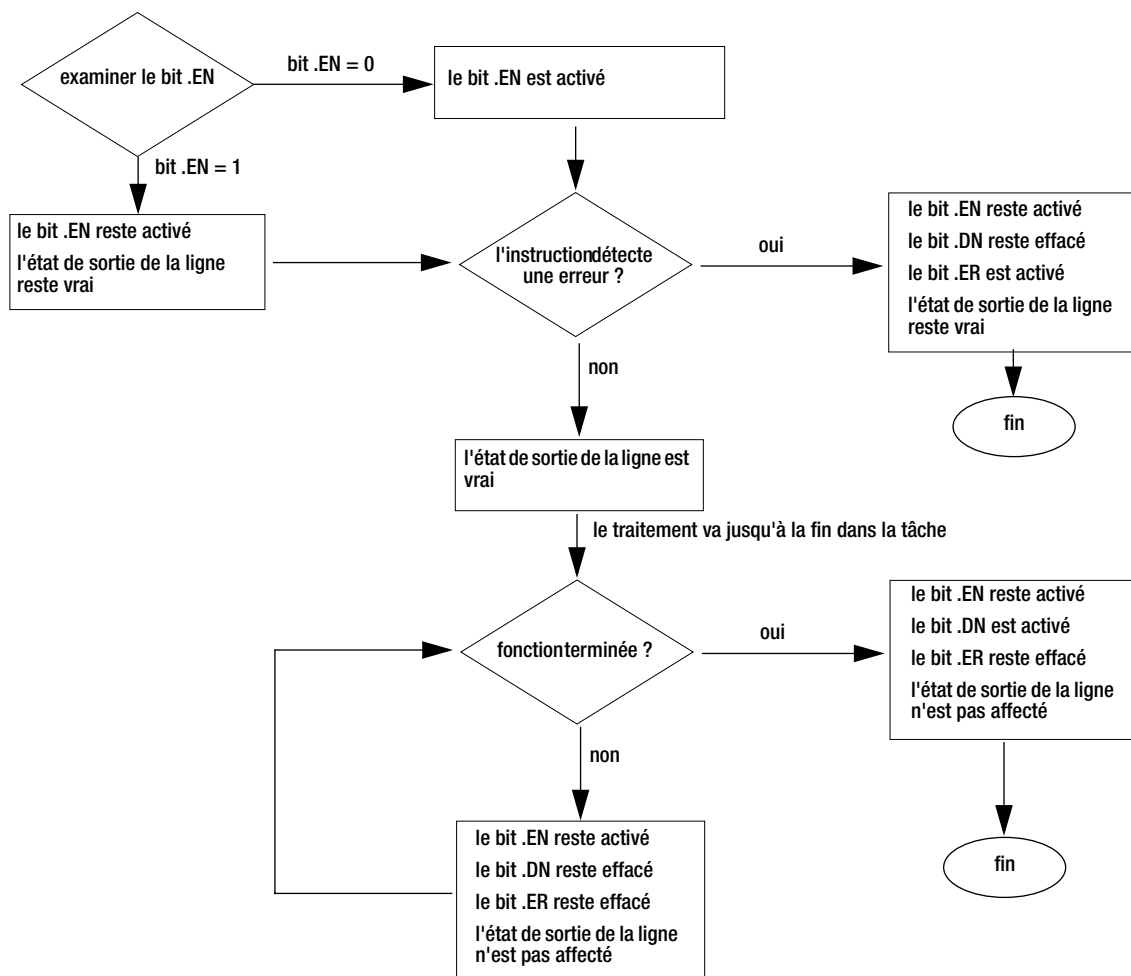 examiner le bit .EN
bit .EN = 0
le bit .EN est activé
bit .EN = 1
le bit .EN reste activé
l'état de sortie de la ligne
reste vrai
l'instructiondétecte
une erreur ?
oui
le bit .EN reste activé
le bit .DN reste effacé
le bit .ER est activé
l'état de sortie de la ligne
reste vrai
non
fin
l'état de sortie de la ligne est
vrai
le traitement va jusqu'à la fin dans la tâche
fonctionterminée ?
oui
le bit .EN reste activé
le bit .DN est activé
le bit .ER reste effacé
l'état de sortie de la ligne
n'est pas affecté
non
le bit .EN reste activé
le bit .DN reste effacé
le bit .ER reste effacé
l'état de sortie de la ligne
n'est pas affecté
fin